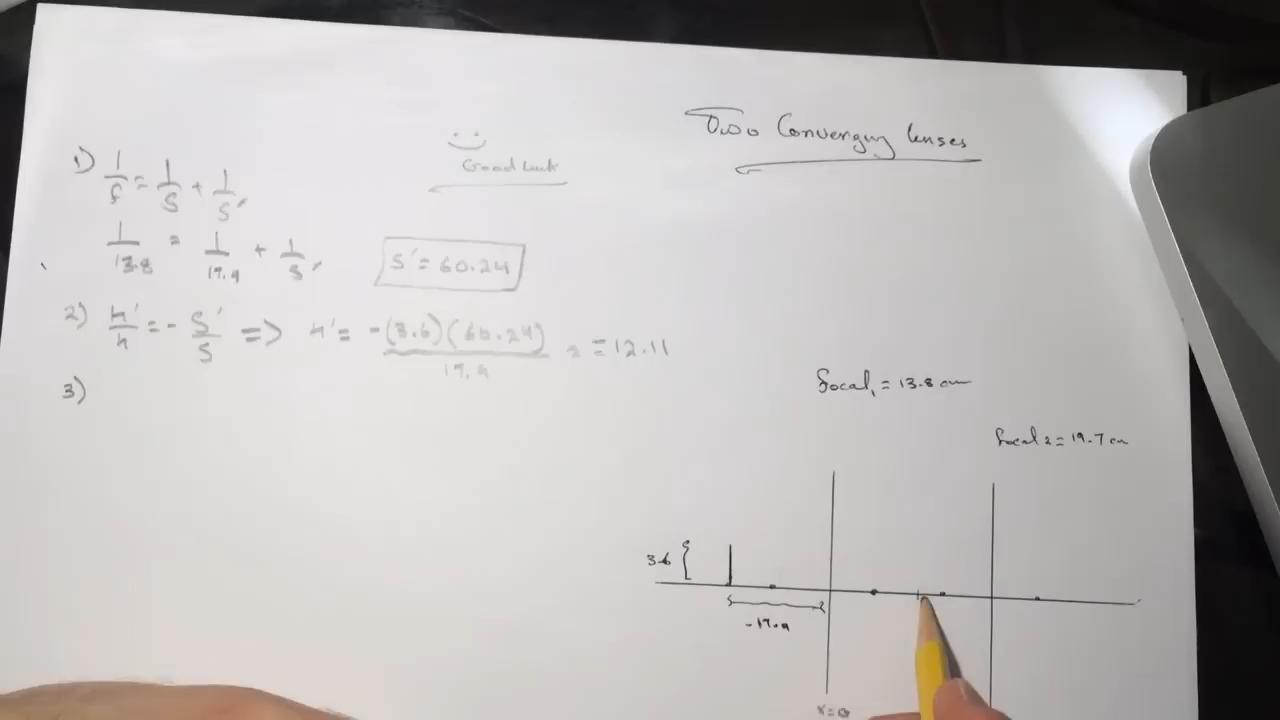 Two Converging lenses
Good Luck
1) 1/f = 1/S + 1/S'
1/13.8 = 1/17.9 + 1/S'
S' = 60.24
2) h'/h = - S'/S => h' = -(3.6)(60.24)/17.9 = = 12.11
3)
focal1 = 13.8 cm
focal2 = 19.7 cm
3.6 {
-17.9
x=0